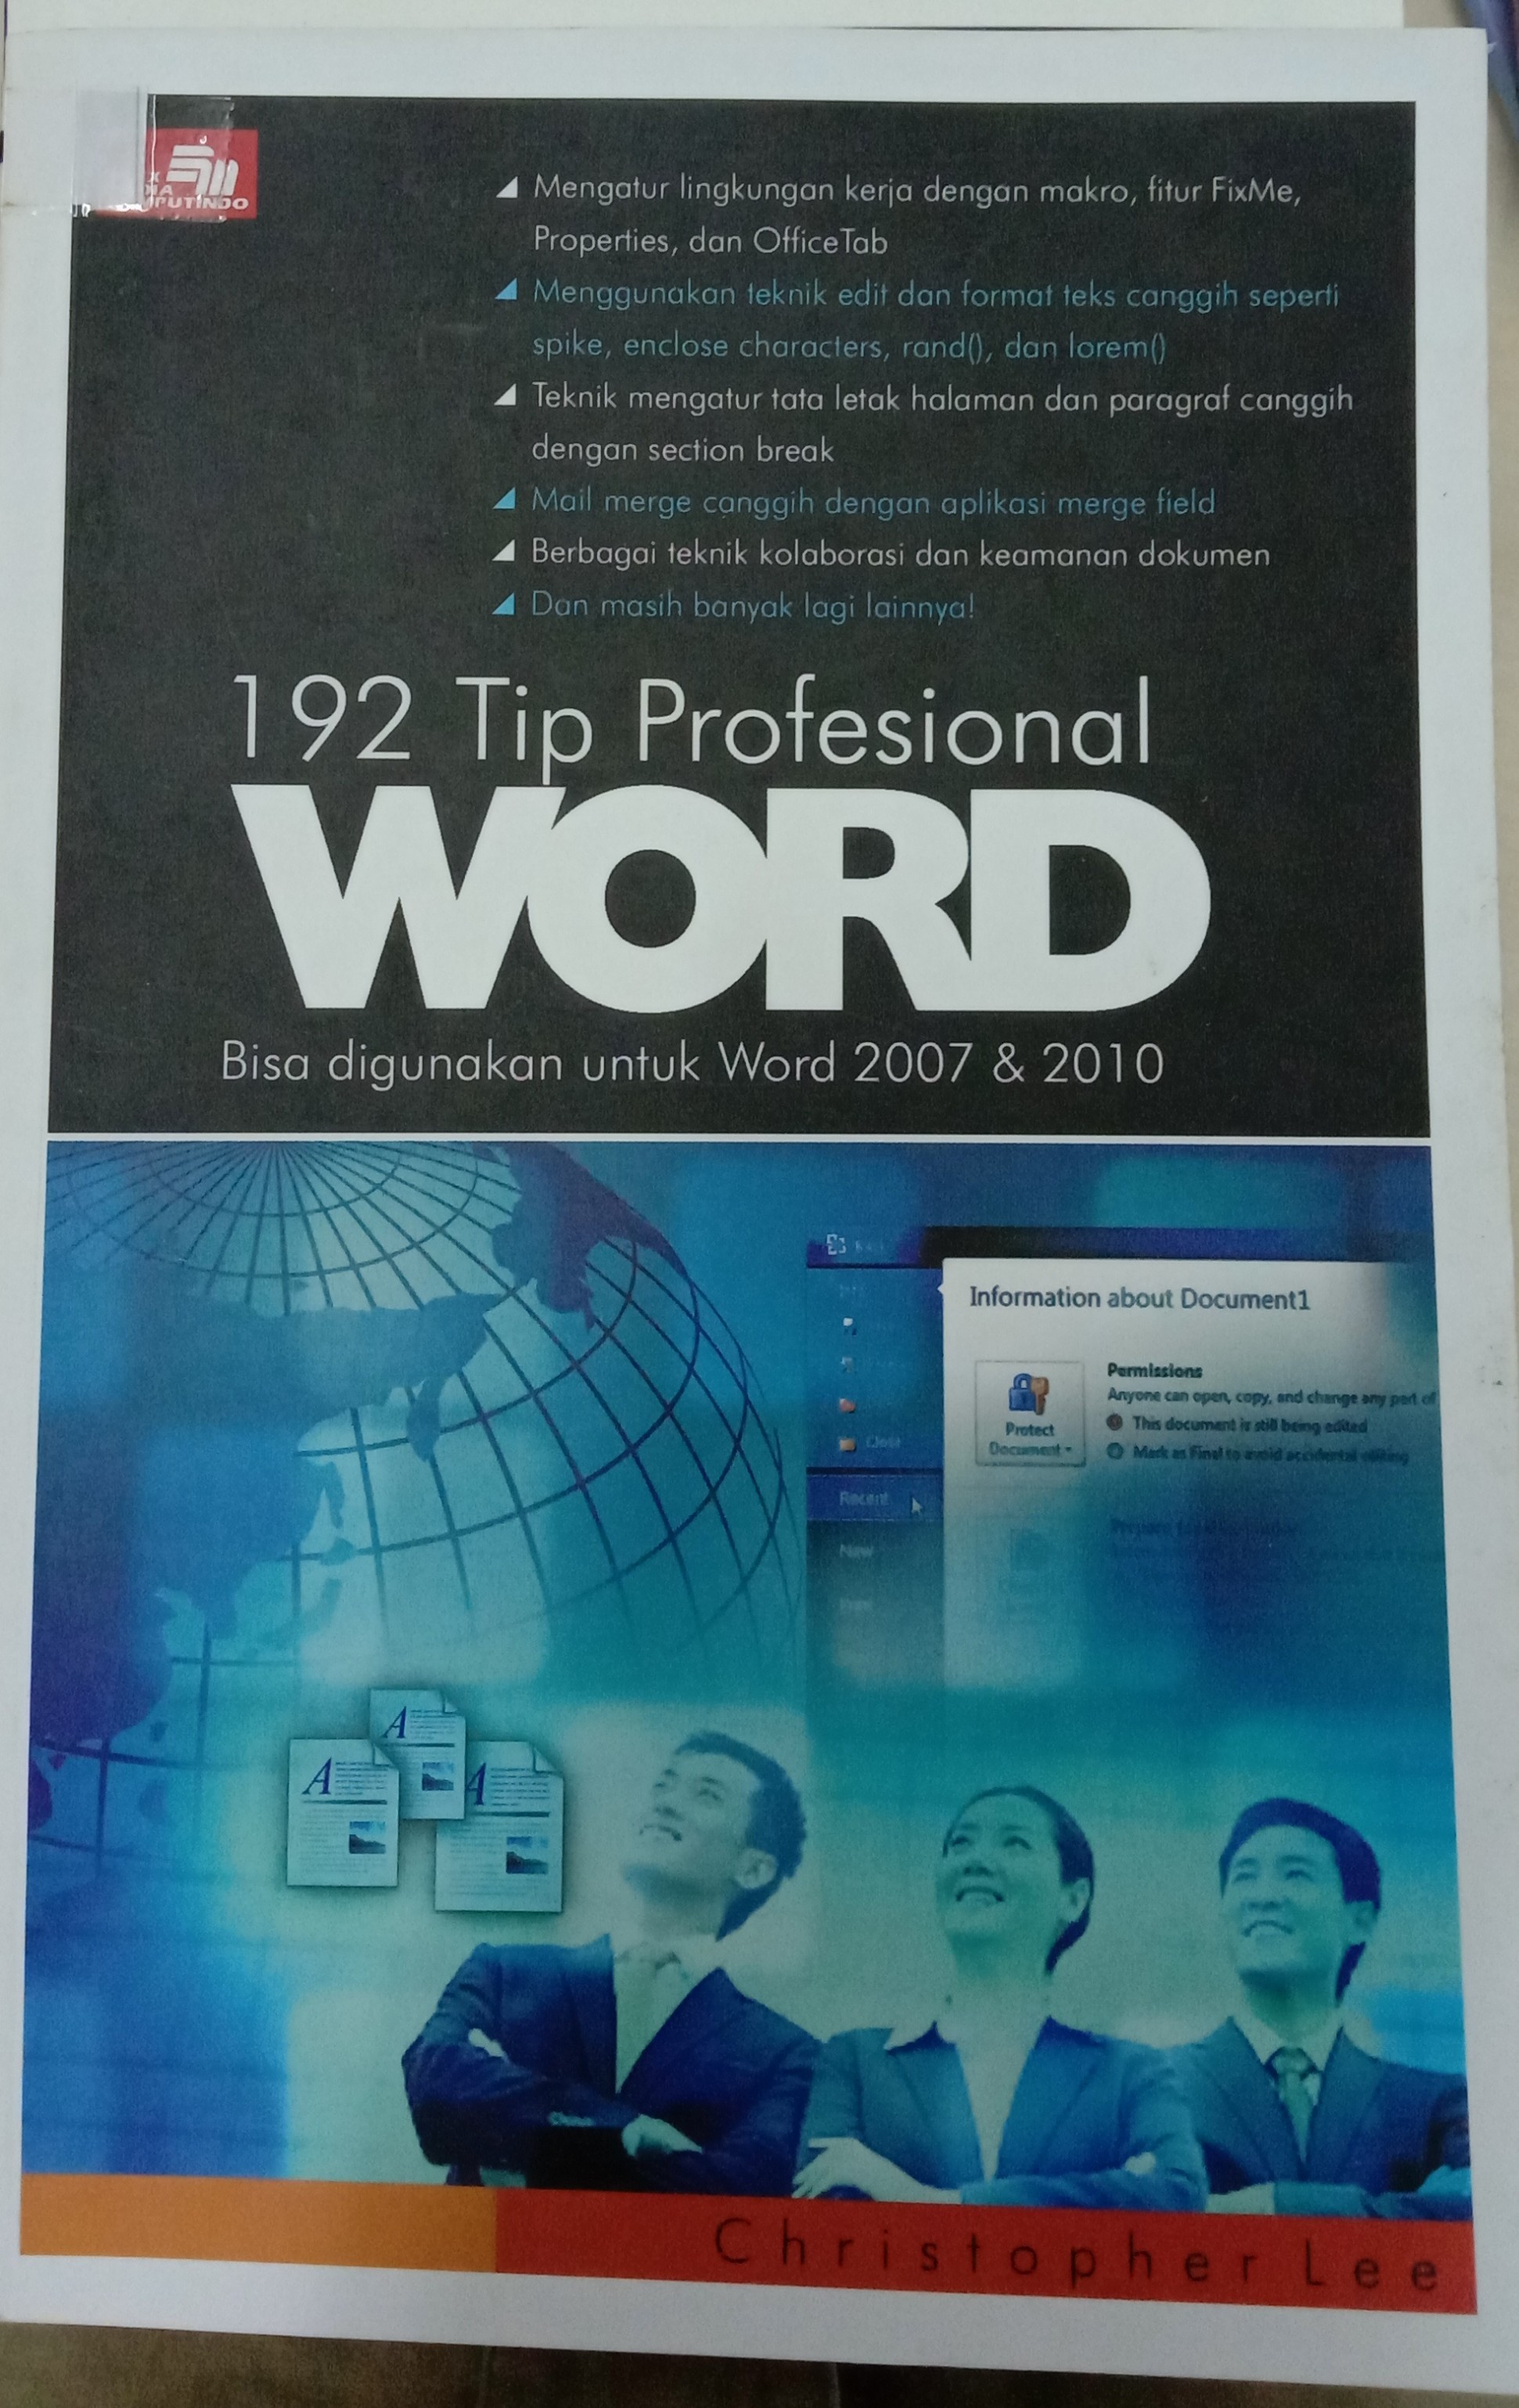 PUTINDO
Mengatur lingkungan kerja dengan makro, fitur FixMe,
Properties, dan OfficeTab
Menggunakan teknik edit dan format teks canggih seperti
spike, enclose characters, rand(), dan lorem()
Teknik mengatur tata letak halaman dan paragraf canggih
dengan section break
Mail merge canggih dengan aplikasi merge field
Berbagai teknik kolaborasi dan keamanan dokumen
Dan masih banyak lagi lainnya!
192 Tip Profesional
WORD
Bisa digunakan untuk Word 2007 & 2010
Information about Document1
Permissions
Anyone can open, copy, and change any part of
This document is still being edited
Mark as Final to avoid accidental editing
Protect
Document
Close
Recent
New
A
A
A
Christopher Lee